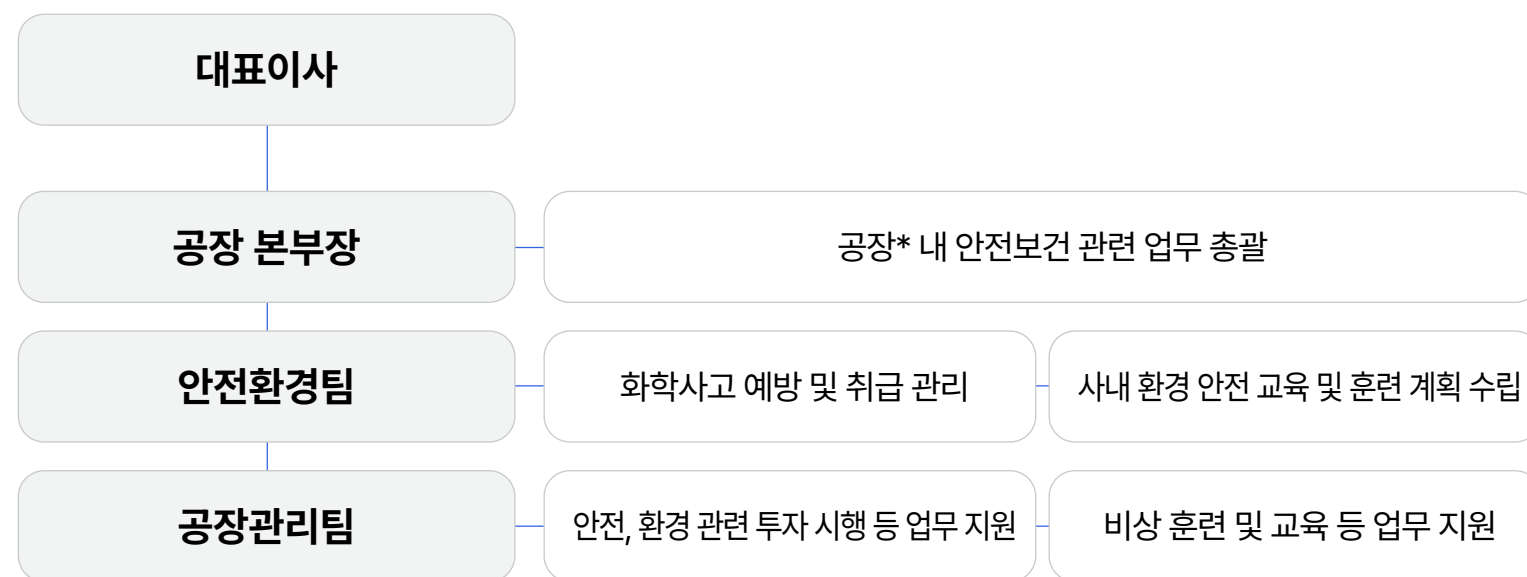 대표이사
공장 본부장
공장* 내 안전보건 관련 업무 총괄
안전환경팀
화학사고 예방 및 취급 관리
사내 환경 안전 교육 및 훈련 계획 수립
공장관리팀
안전, 환경 관련 투자 시행 등 업무 지원
비상 훈련 및 교육 등 업무 지원